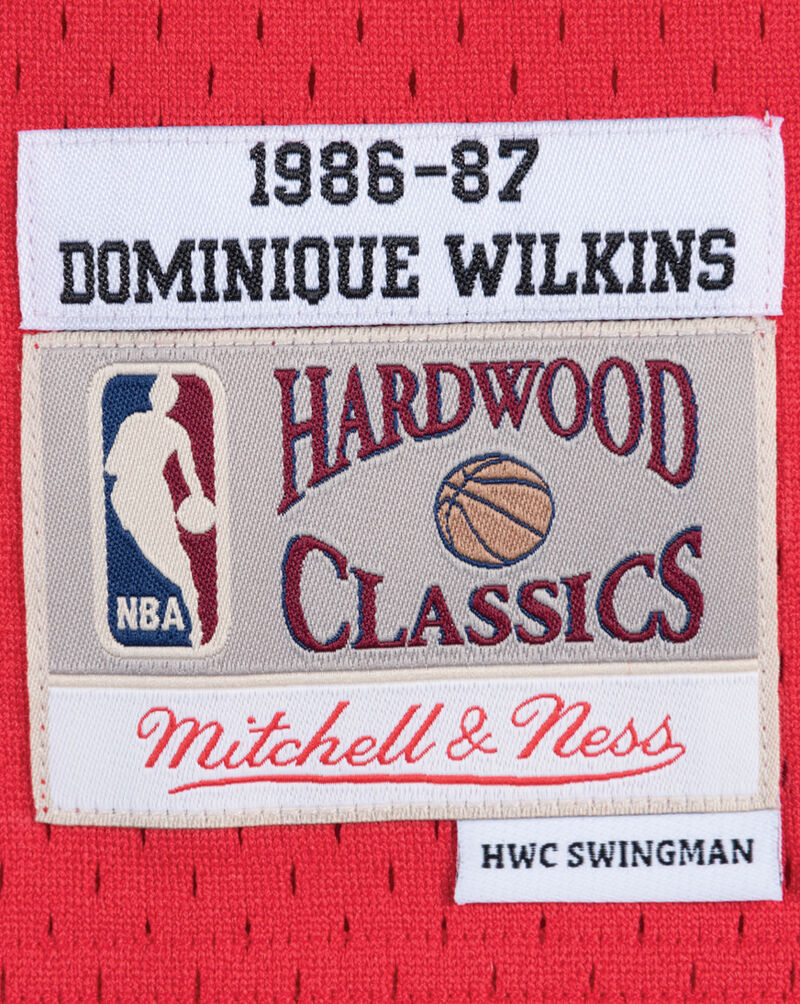 1986-87
DOMINIQUE WILKINS
HARDWOOD
CLASSICS
NBA
Mitchell & Ness
HWC SWINGMAN